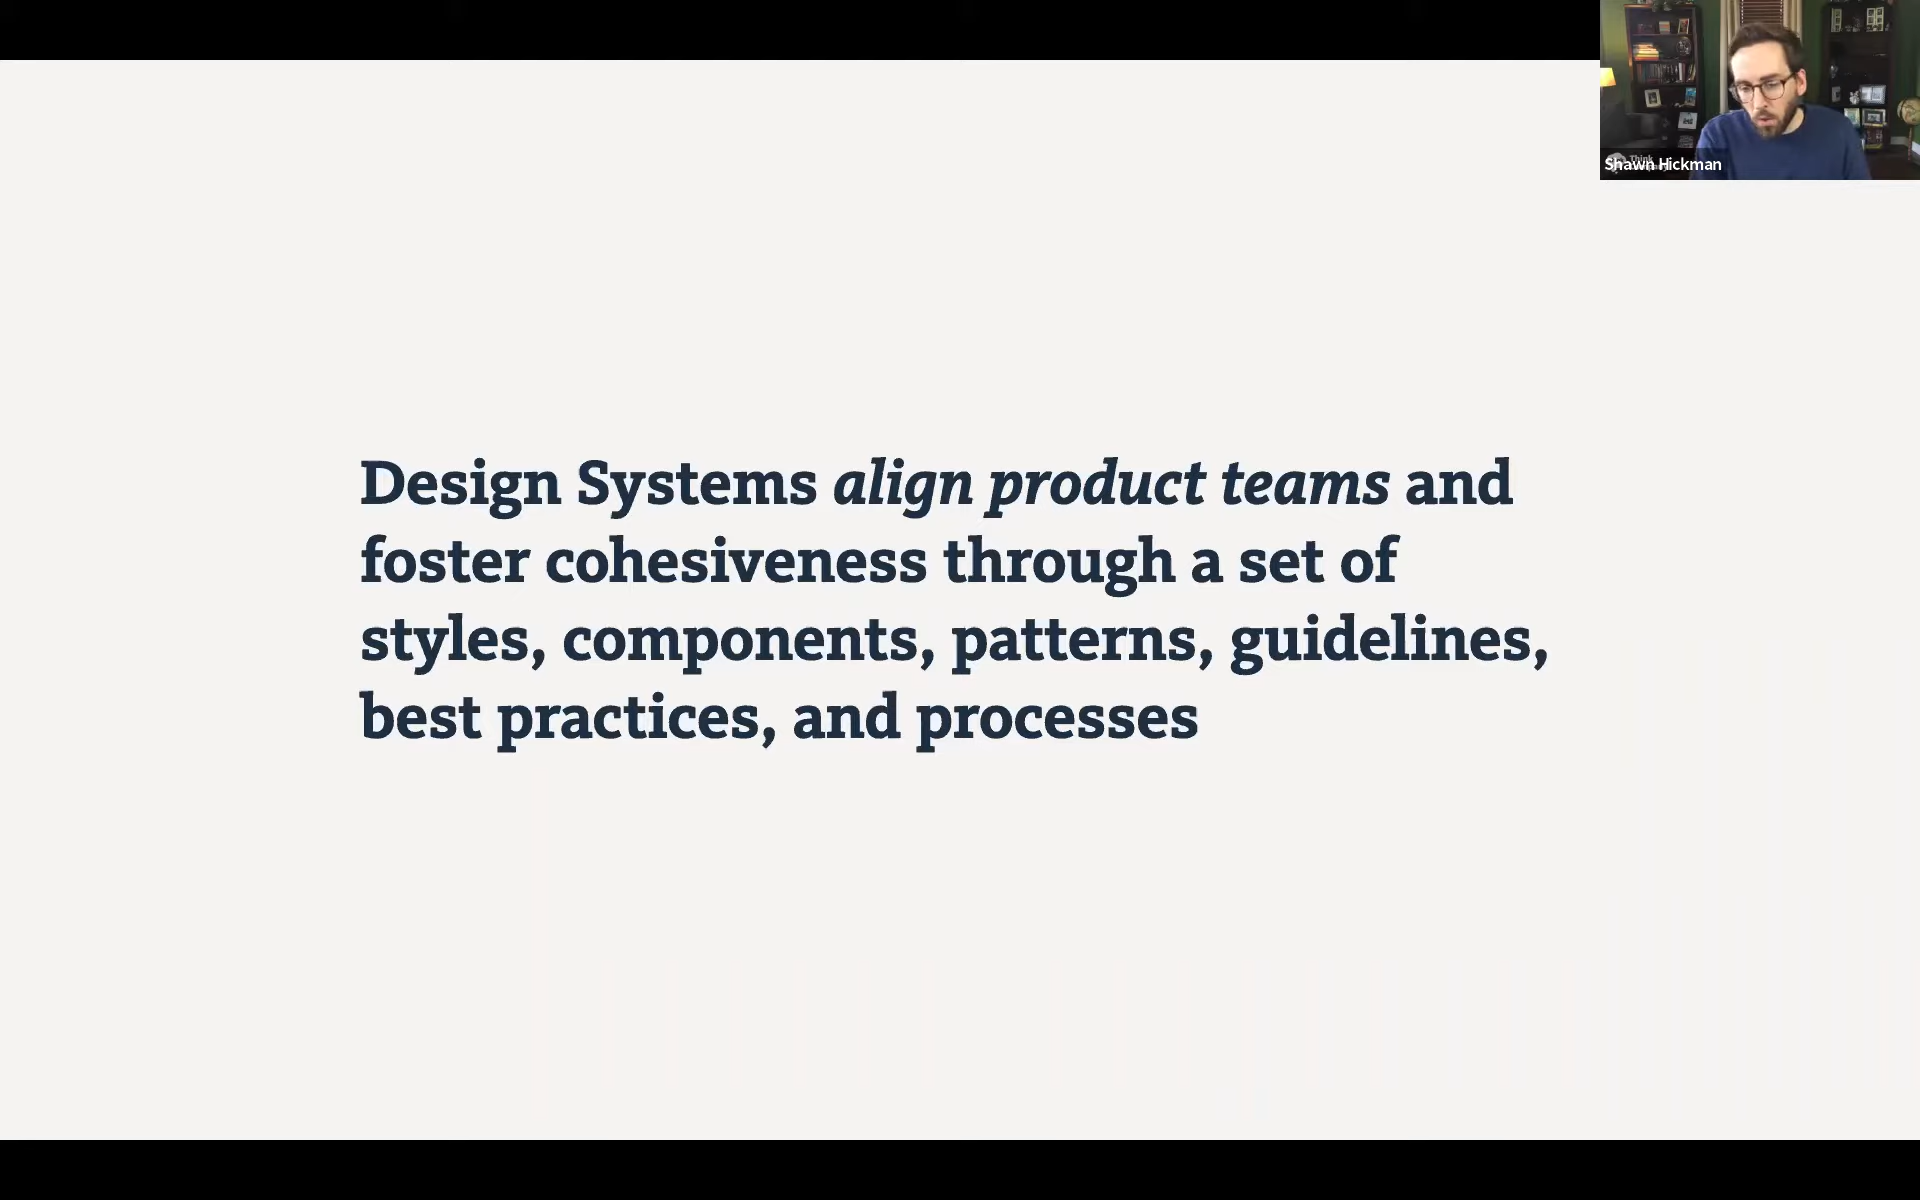 Shawn Hickman
Design Systems align product teams and
foster cohesiveness through a set of
styles, components, patterns, guidelines,
best practices, and processes